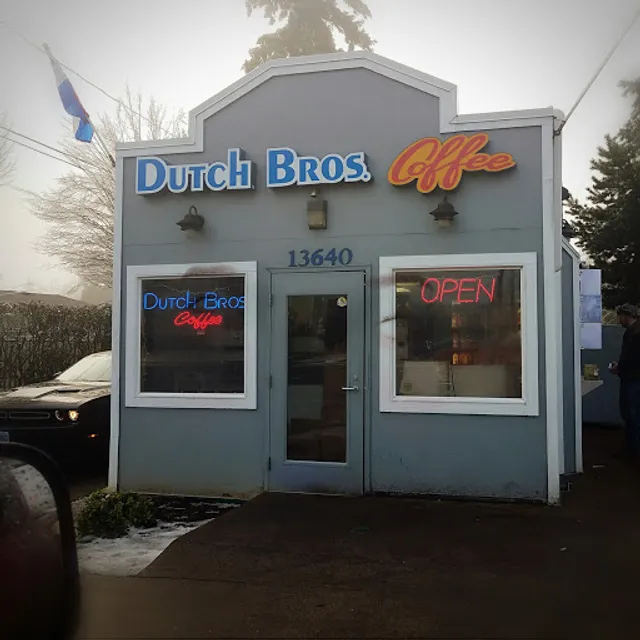 DUTCH BROS. Coffee
13640
DUTCH BROS
Coffee
OPEN